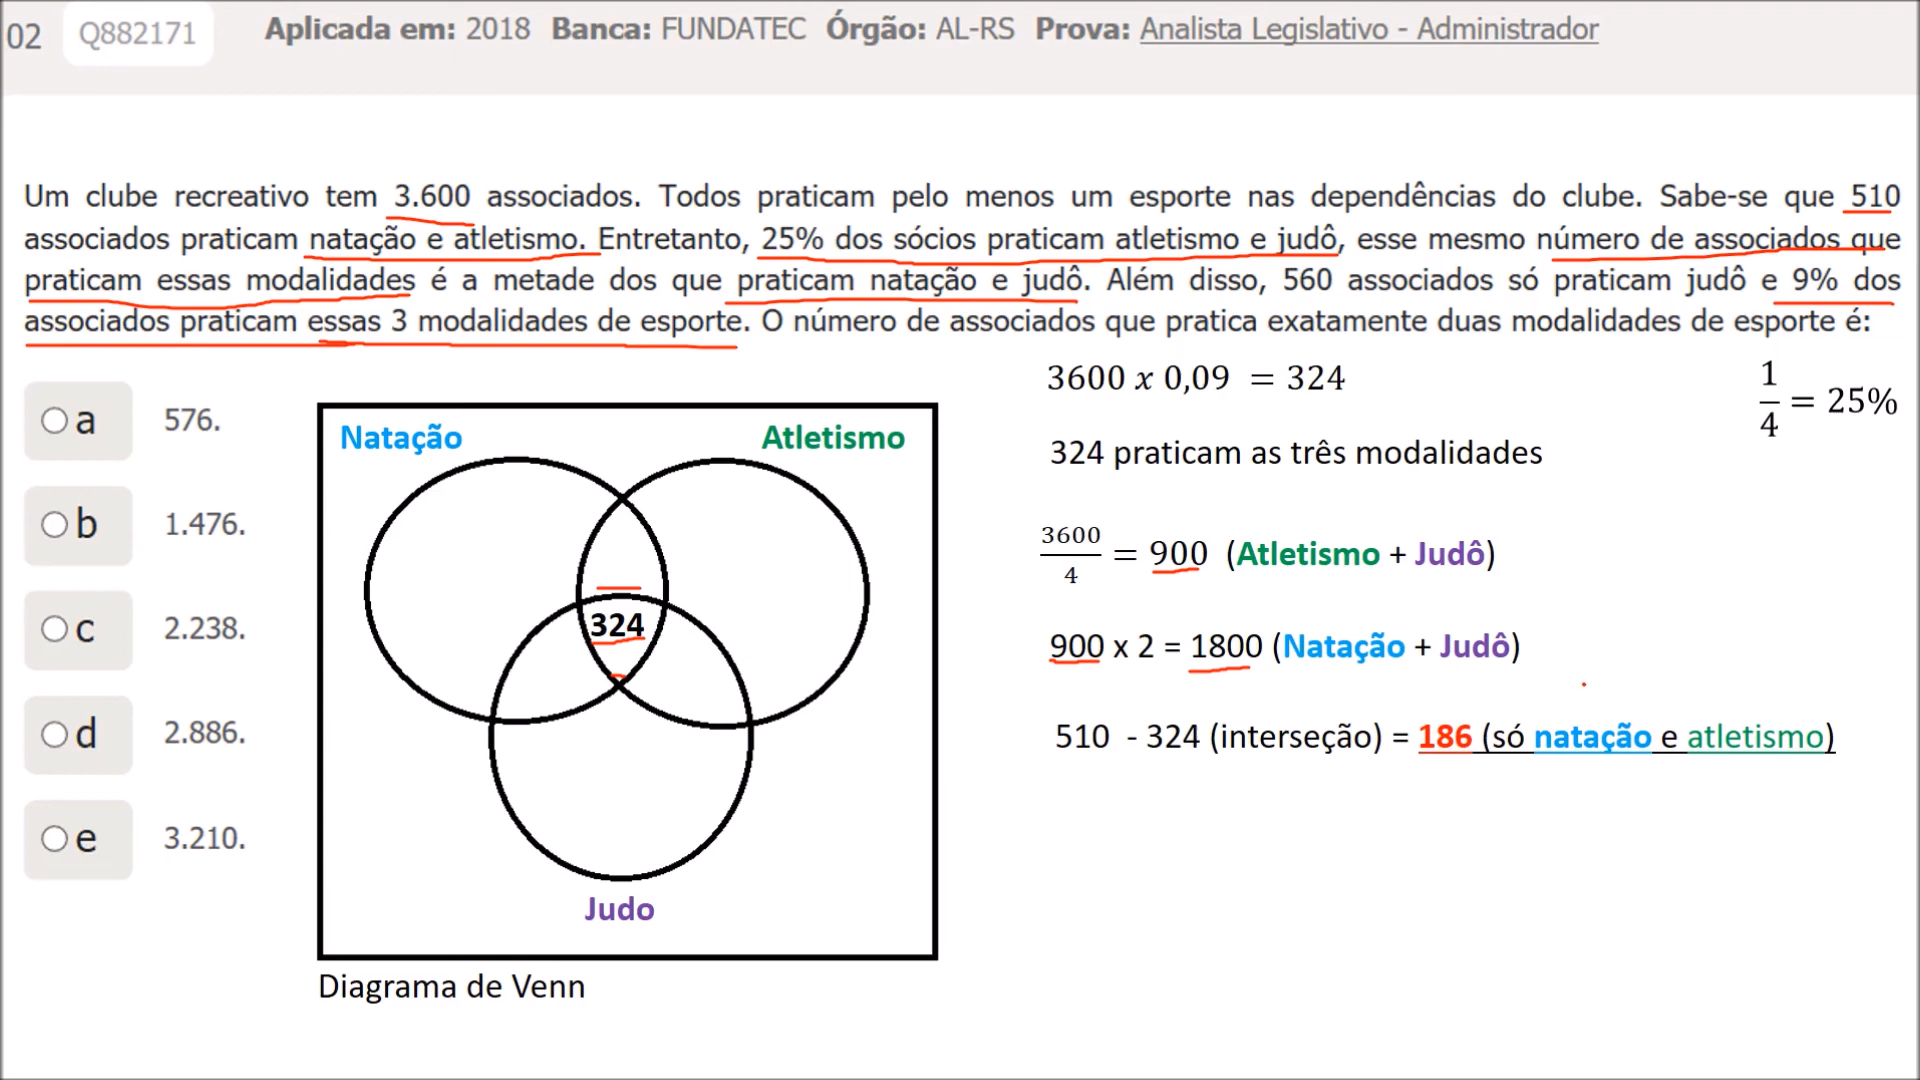 02 Q882171 Aplicada em: 2018 Banca: FUNDATEC Órgão: AL-RS Prova: Analista Legislativo - Administrador
Um clube recreativo tem 3.600 associados. Todos praticam pelo menos um esporte nas dependências do clube. Sabe-se que 510
associados praticam natação e atletismo. Entretanto, 25% dos sócios praticam atletismo e judô, esse mesmo número de associados que
praticam essas modalidades é a metade dos que praticam natação e judô. Além disso, 560 associados só praticam judô e 9% dos
associados praticam essas 3 modalidades de esporte. O número de associados que pratica exatamente duas modalidades de esporte é:
a 576.
b 1.476.
c 2.238.
d 2.886.
e 3.210.
Natação Atletismo
324
Judo
Diagrama de Venn
3600 x 0,09 = 324
1/4 = 25%
324 praticam as três modalidades
3600/4 = 900 (Atletismo + Judô)
900 x 2 = 1800 (Natação + Judô)
510 - 324 (interseção) = 186 (só natação e atletismo)